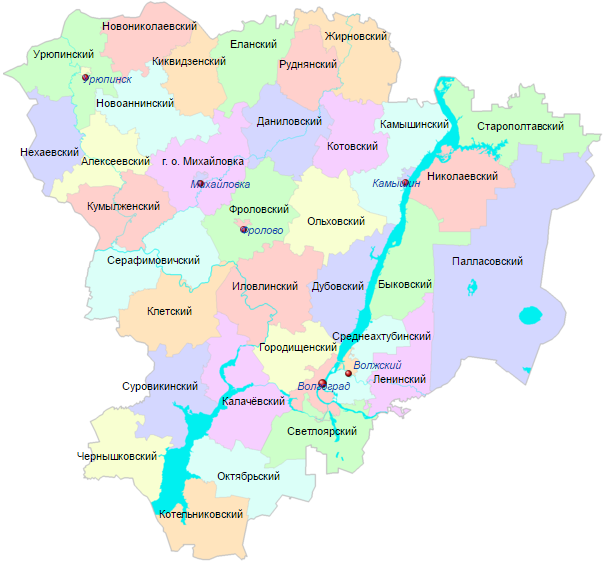 Новониколаевский
Жирновский
Еланский
Урюпинский
Киквидзенский
Руднянский
Урюпинск
Новоаннинский
Даниловский
Камышинский
Старополтавский
Котовский
Нехаевский
Алексеевский
г. о. Михайловка
Николаевский
Михайловка
Камышин
Кумылженский
Фроловский
Ольховский
Фролово
Серафимовичский
Палласовский
Иловлинский
Дубовский
Быковский
Клетский
Среднеахтубинский
Городищенский
Волжский
Ленинский
Суровикинский
Волгоград
Калачёвский
Светлоярский
Чернышковский
Октябрьский
Котельниковский